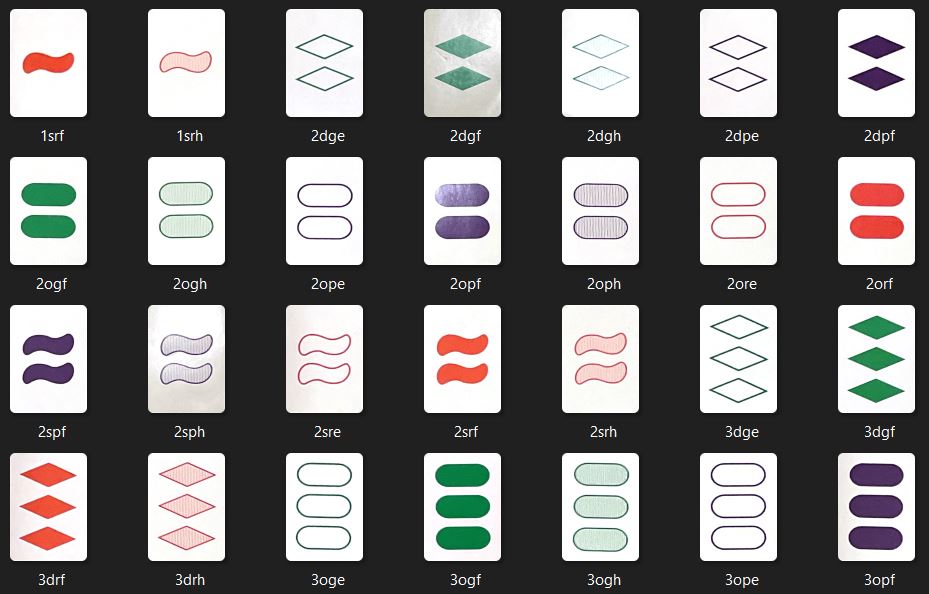 1srf 1srh 2dge 2dgf 2dgh 2dpe 2dpf
2ogf 2ogh 2ope 2opf 2oph 2ore 2orf
2spf 2sph 2sre 2srf 2srh 3dge 3dgf
3drf 3drh 3oge 3ogf 3ogh 3ope 3opf